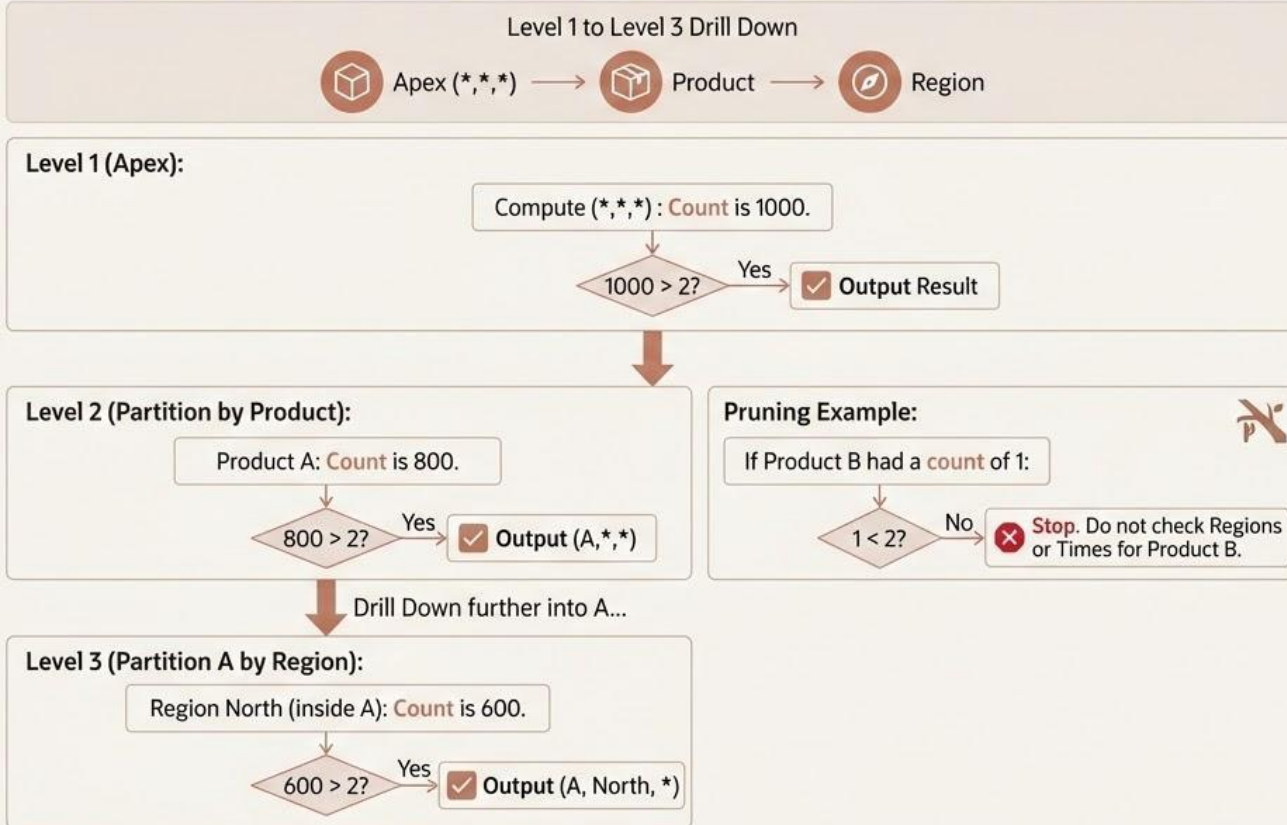 Level 1 to Level 3 Drill Down
Apex (*,*,*)
Product
Region
Level 1 (Apex):
Compute (*,*,*) : Count is 1000.
1000 > 2?
Yes
Output Result
Level 2 (Partition by Product):
Product A: Count is 800.
800 > 2?
Yes
Output (A,*,*)
Pruning Example:
If Product B had a count of 1:
1 < 2?
No
Stop. Do not check Regions
or Times for Product B.
Drill Down further into A...
Level 3 (Partition A by Region):
Region North (inside A): Count is 600.
600 > 2?
Yes
Output (A, North, *)